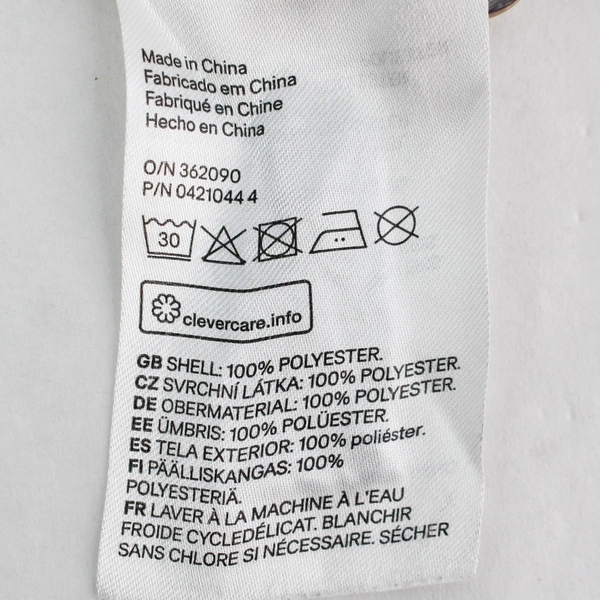 Made in China
Fabricado em China
Fabriqué en Chine
Hecho en China
O/N 362090
P/N 0421044 4
30
clevercare.info
GB SHELL: 100% POLYESTER.
CZ SVRCHNÍ LÁTKA: 100% POLYESTER.
DE OBERMATERIAL: 100% POLYESTER.
EE ÜMBRIS: 100% POLÜESTER.
ES TELA EXTERIOR: 100% poliéster.
FI PÄÄLLISKANGAS: 100%
POLYESTERIÄ.
FR LAVER À LA MACHINE À L'EAU
FROIDE CYCLEDÉLICAT. BLANCHIR
SANS CHLORE SI NÉCESSAIRE. SÉCHER